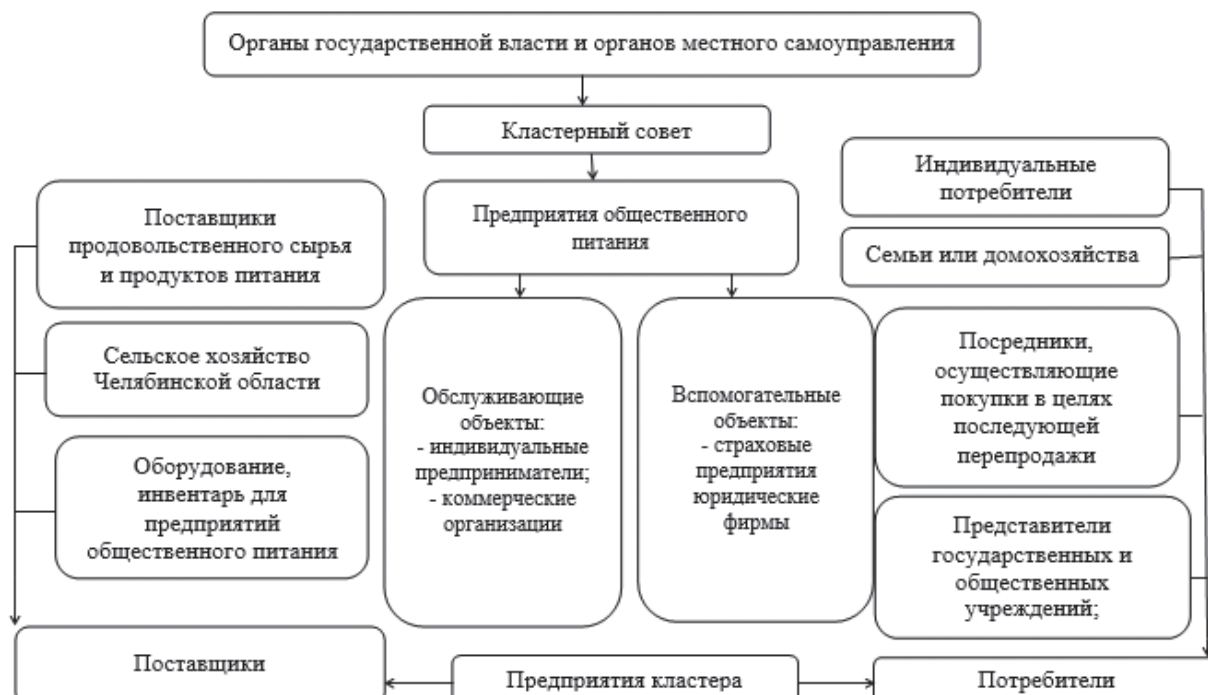 Органы государственной власти и органов местного самоуправления
Кластерный совет
Предприятия общественного
питания
Поставщики
продовольственного сырья
и продуктов питания
Сельское хозяйство
Челябинской области
Оборудование,
инвентарь для
предприятий
общественного питания
Обслуживающие
объекты:
- индивидуальные
предприниматели;
- коммерческие
организации
Вспомогательные
объекты:
- страховые
предприятия
юридические
фирмы
Индивидуальные
потребители
Семьи или домохозяйства
Посредники,
осуществляющие
покупки в целях
последующей
перепродажи
Представители
государственных и
общественных
учреждений;
Поставщики
Предприятия кластера
Потребители